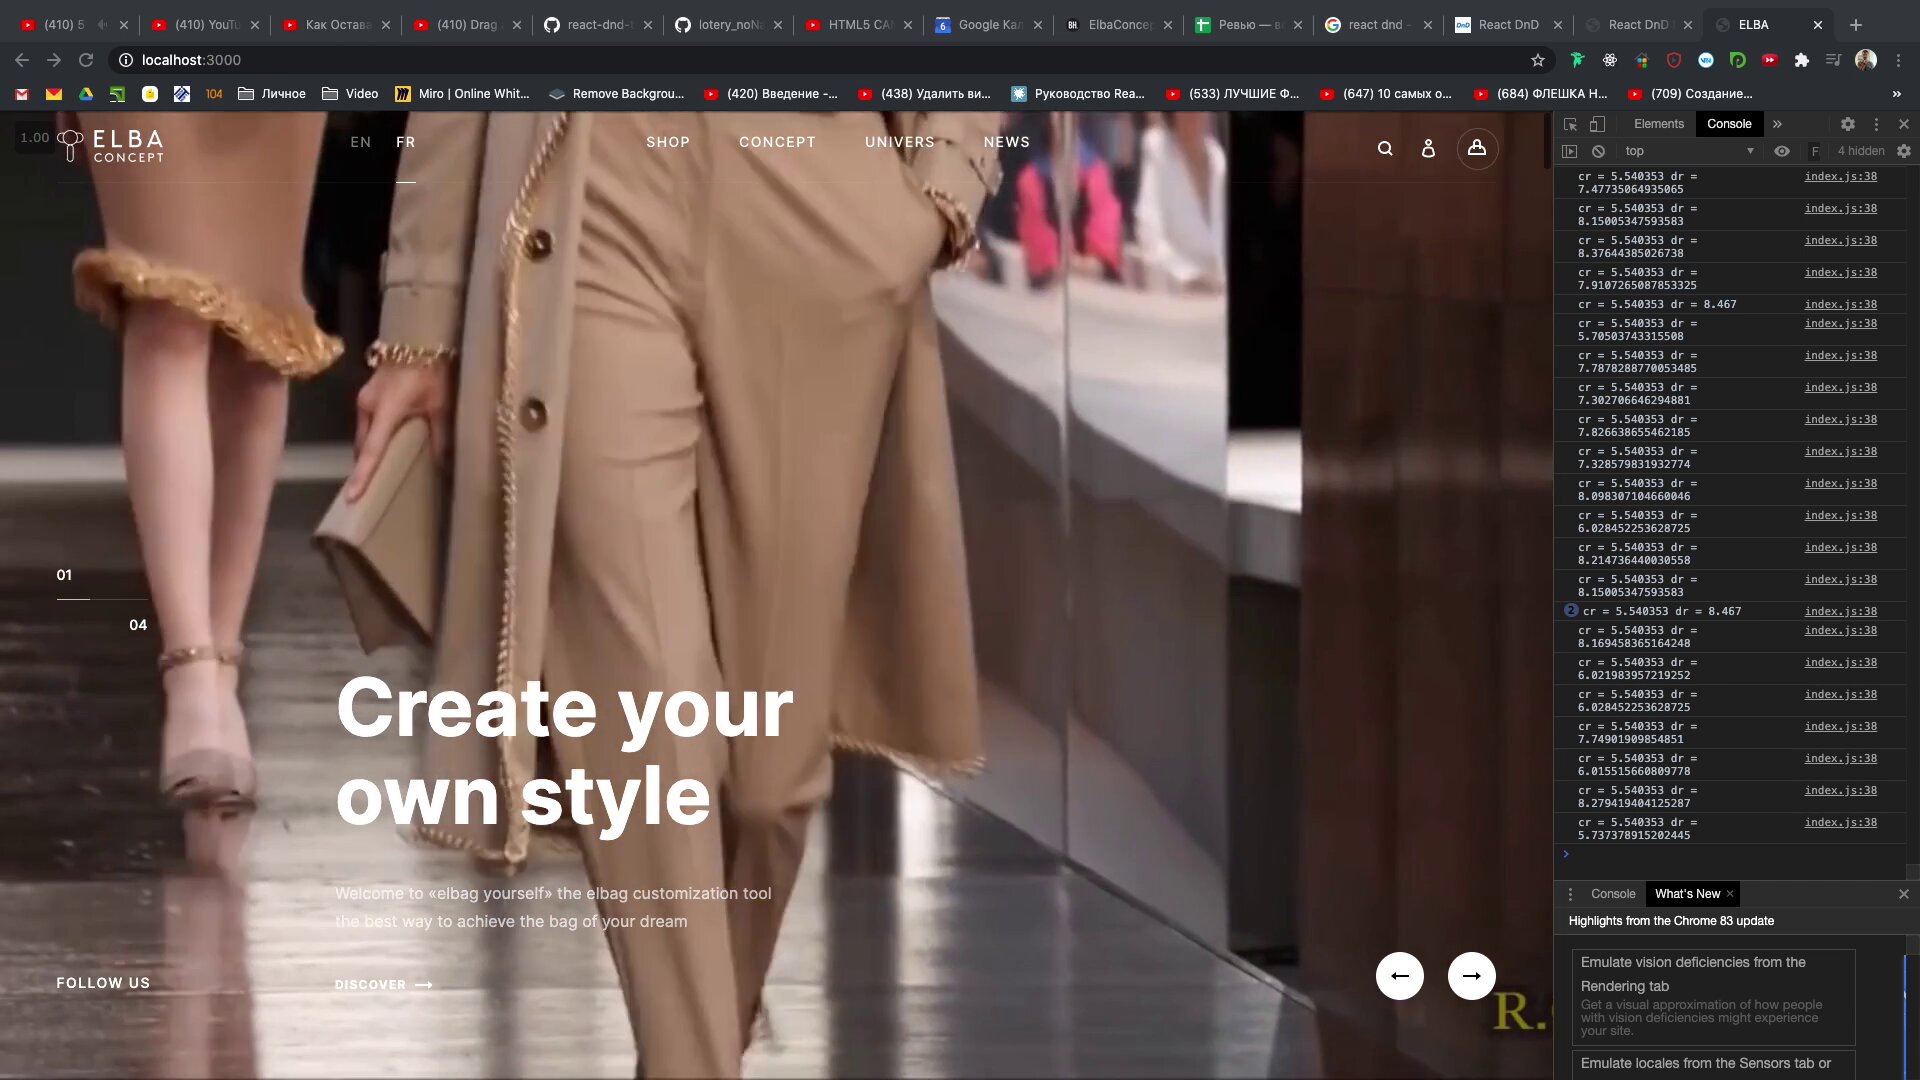 (410) 5
(410) YouTu
Как Остава
(410) Drag
react-dnd-t
lotery_noNa
HTML5 CAN
Google Кал
ElbaConcep
Ревью — в
react dnd -
React DnD
React DnD
ELBA
localhost:3000
104
Личное
Video
Miro | Online Whit...
Remove Backgrou...
(420) Введение -...
(438) Удалить ви...
Руководство Rea...
(533) ЛУЧШИЕ Ф...
(647) 10 самых о...
(684) ФЛЕШКА Н...
(709) Создание...
»
1.00
ELBA
CONCEPT
EN
FR
SHOP
CONCEPT
UNIVERS
NEWS
01
04
Create your
own style
Welcome to «elbag yourself» the elbag customization tool
the best way to achieve the bag of your dream
FOLLOW US
DISCOVER
R.
Elements
Console
»
top
F
4 hidden
cr = 5.540353 dr = index.js:38
7.47735064935065
cr = 5.540353 dr = index.js:38
8.15005347593583
cr = 5.540353 dr = index.js:38
8.37644385026738
cr = 5.540353 dr = index.js:38
7.9107265087853325
cr = 5.540353 dr = 8.467 index.js:38
cr = 5.540353 dr = index.js:38
5.70503743315508
cr = 5.540353 dr = index.js:38
7.7878288770053485
cr = 5.540353 dr = index.js:38
7.302706646294881
cr = 5.540353 dr = index.js:38
7.826638655462185
cr = 5.540353 dr = index.js:38
7.328579831932774
cr = 5.540353 dr = index.js:38
8.098307104660046
cr = 5.540353 dr = index.js:38
6.028452253628725
cr = 5.540353 dr = index.js:38
8.214736440030558
cr = 5.540353 dr = index.js:38
8.15005347593583
2 cr = 5.540353 dr = 8.467 index.js:38
cr = 5.540353 dr = index.js:38
8.169458365164248
cr = 5.540353 dr = index.js:38
6.021983957219252
cr = 5.540353 dr = index.js:38
6.028452253628725
cr = 5.540353 dr = index.js:38
7.74901909854851
cr = 5.540353 dr = index.js:38
6.015515660809778
cr = 5.540353 dr = index.js:38
8.279419404125287
cr = 5.540353 dr = index.js:38
5.737378915202445
Console
What's New
Highlights from the Chrome 83 update
Emulate vision deficiencies from the
Rendering tab
Get a visual approximation of how people
with vision deficiencies might experience
your site.
Emulate locales from the Sensors tab or